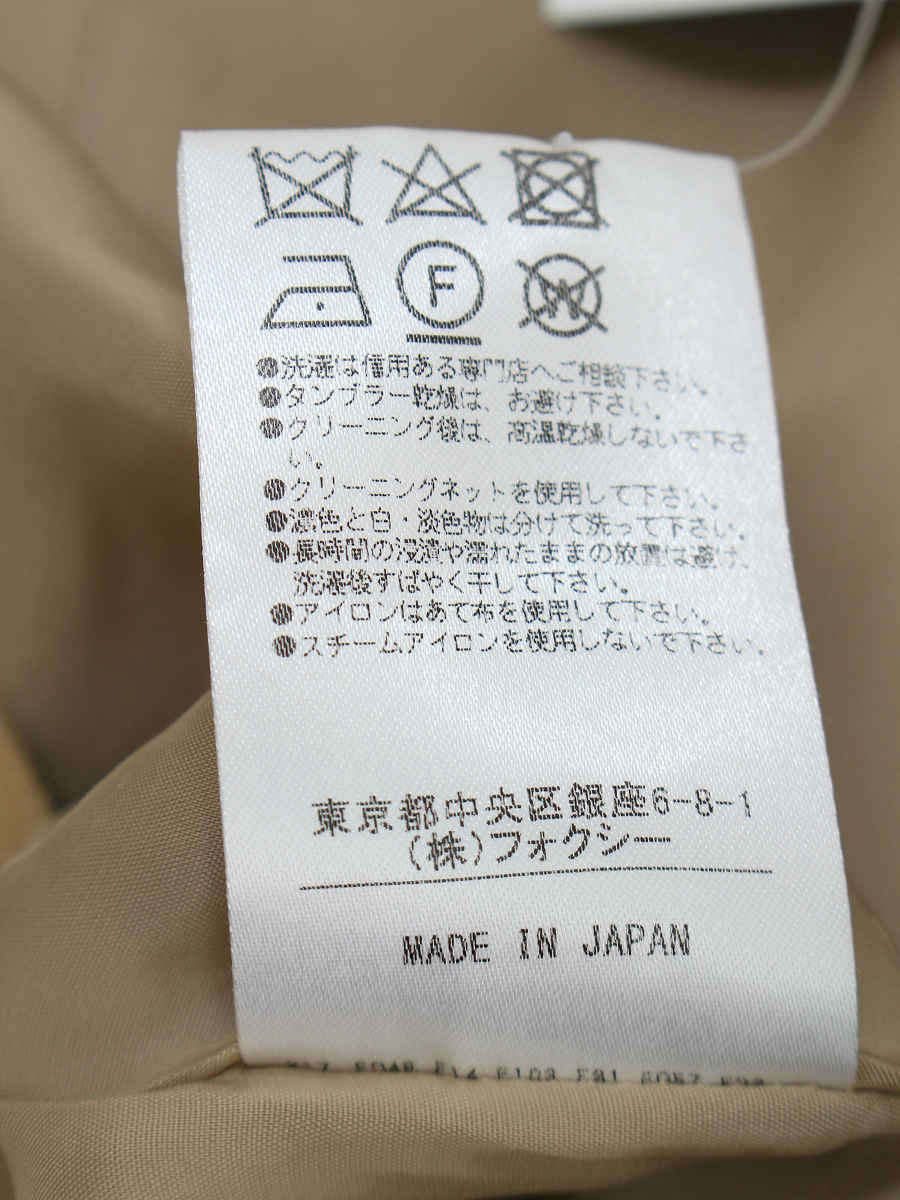 F
W
●洗濯は信用ある専門店へご相談下さい。
●タンブラー乾燥は、お避け下さい。
●クリーニング後は、高温乾燥しないで下さ
い。
●クリーニングネットを使用して下さい。
●濃色と白・淡色物は分けて洗って下さい。
●長時間の浸漬や濡れたままの放置は避け、
洗濯後すばやく干して下さい。
●アイロンはあて布を使用して下さい。
●スチームアイロンを使用しないで下さい。
東京都中央区銀座6-8-1
(株)フォクシー
MADE IN JAPAN